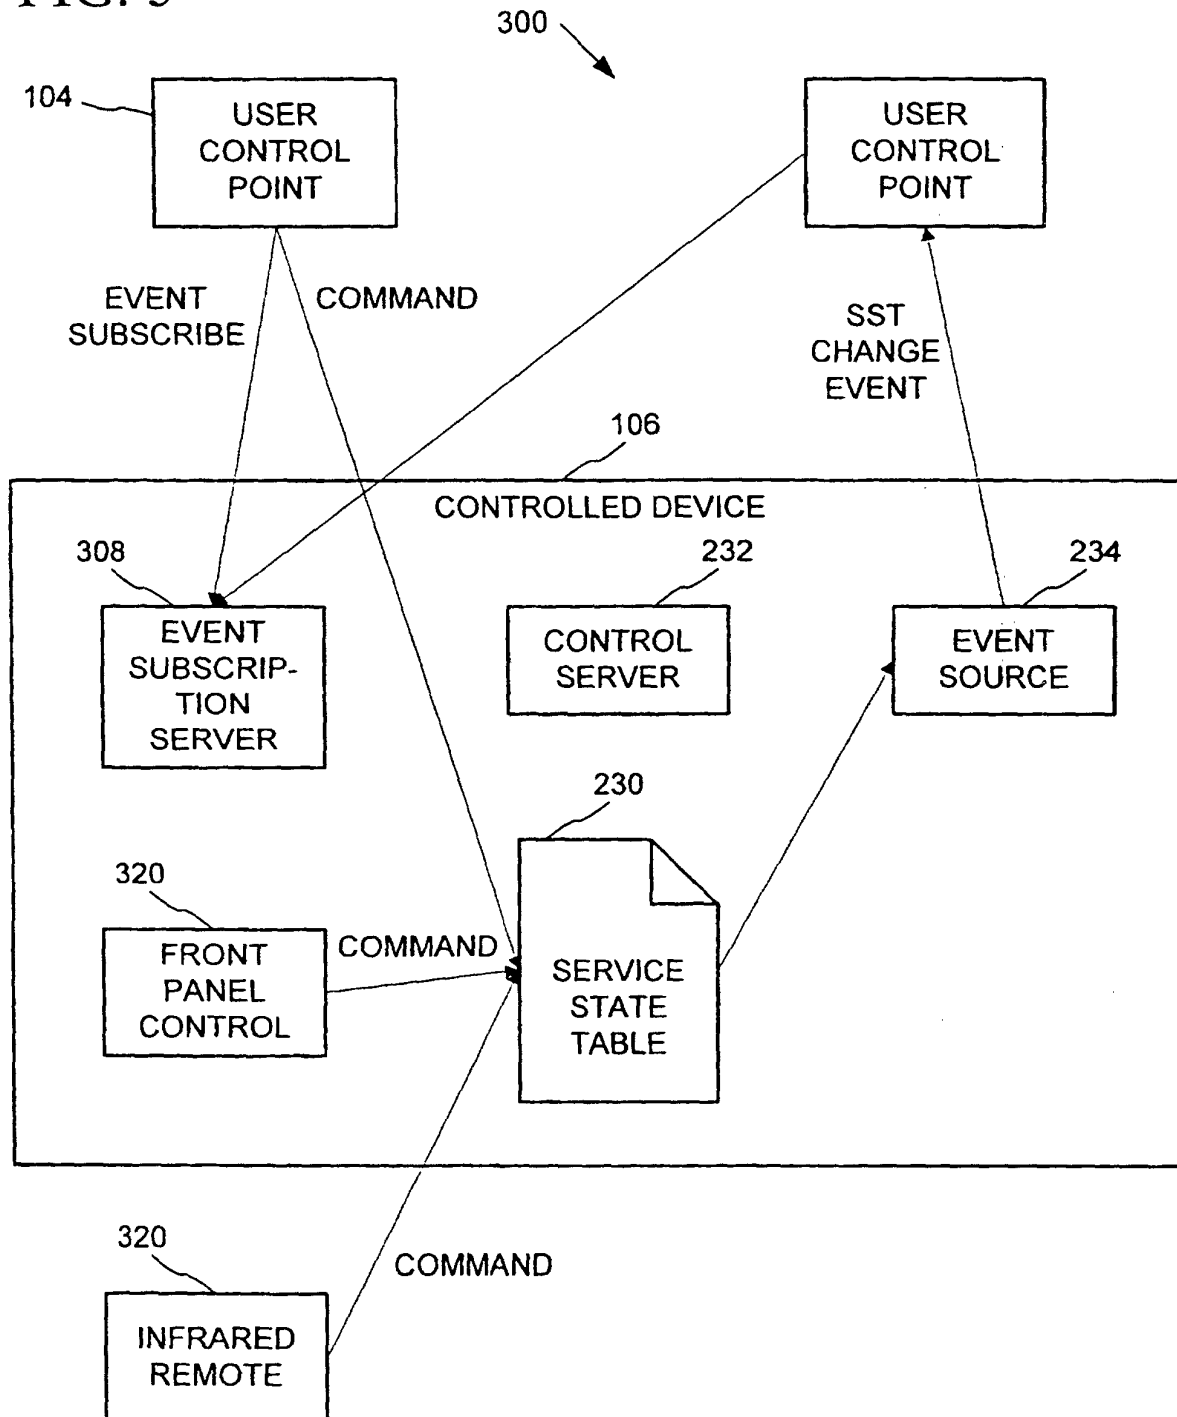 300
104
USER
CONTROL
POINT
USER
CONTROL
POINT
EVENT
SUBSCRIBE
COMMAND
SST
CHANGE
EVENT
106
CONTROLLED DEVICE
308
232
234
EVENT
SUBSCRIP-
TION
SERVER
CONTROL
SERVER
EVENT
SOURCE
230
320
FRONT
PANEL
CONTROL
COMMAND
SERVICE
STATE
TABLE
320
COMMAND
INFRARED
REMOTE